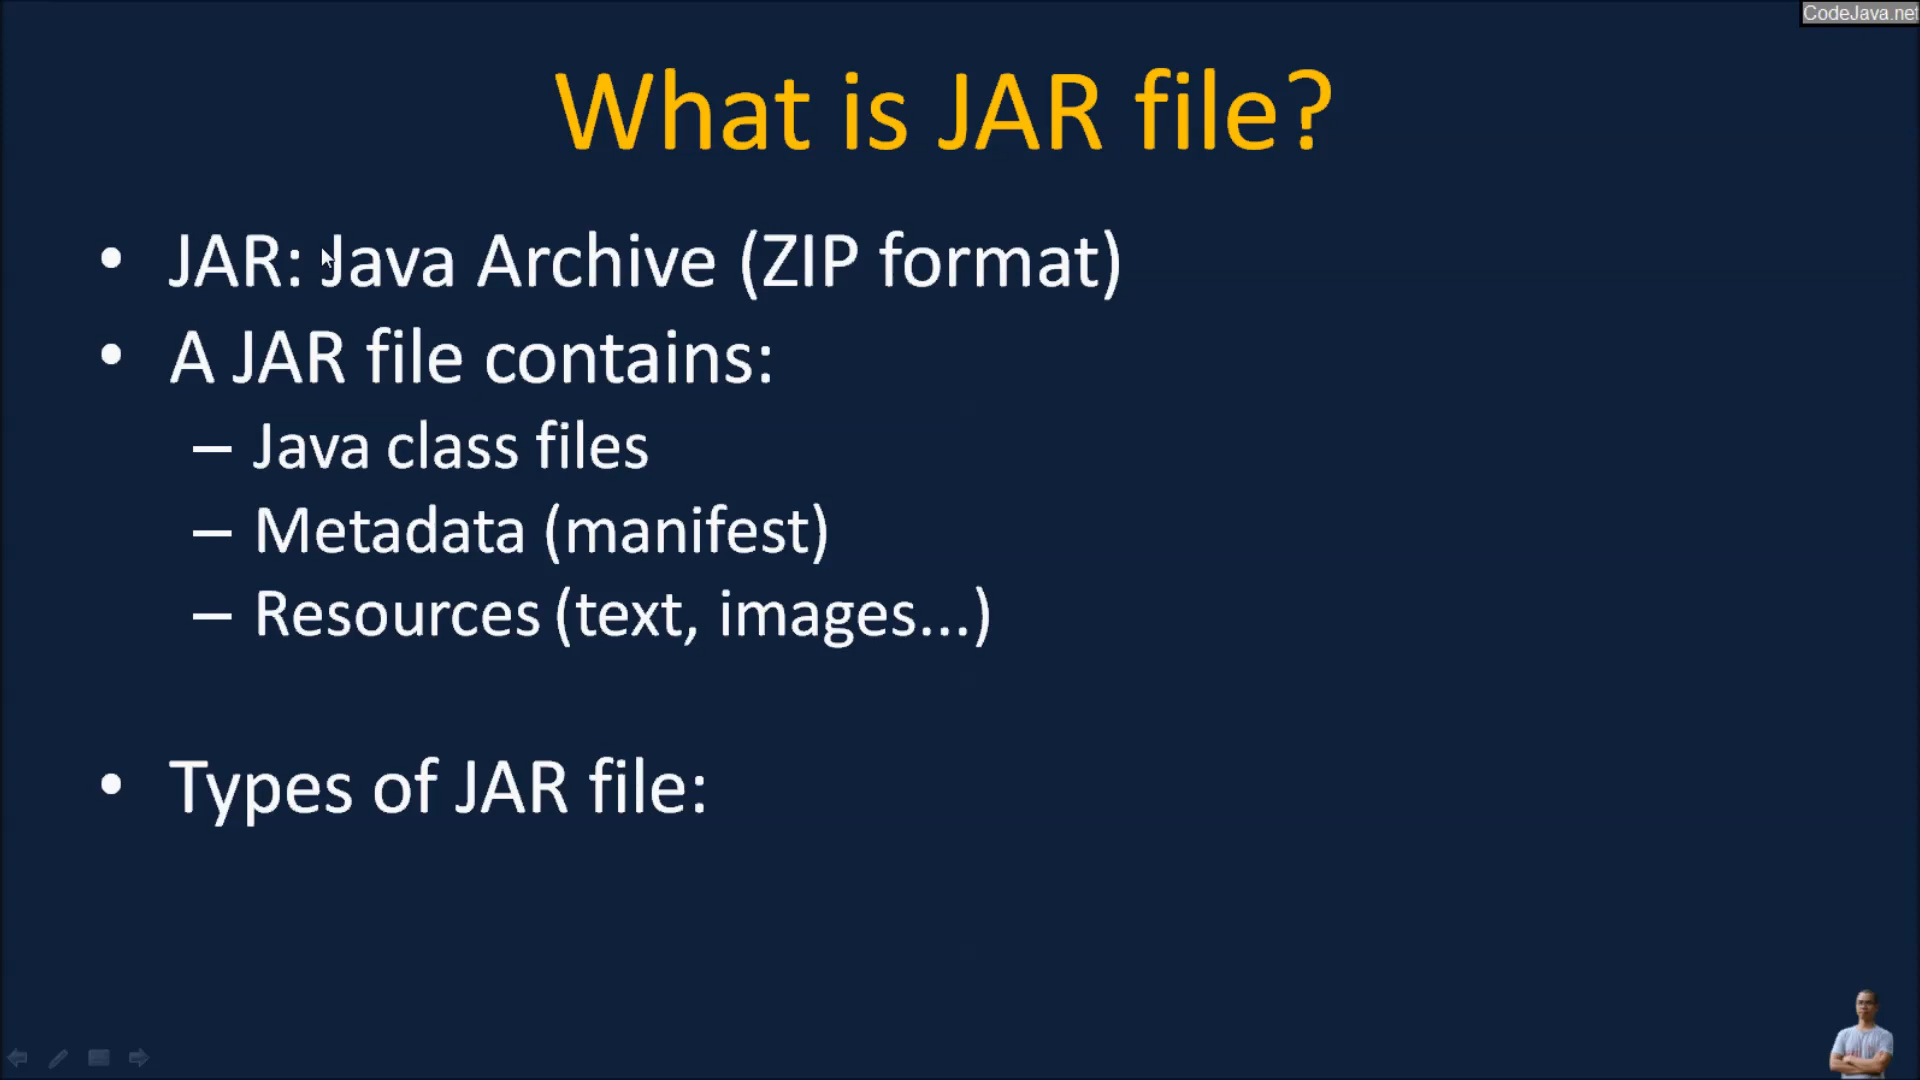 CodeJava.net
What is JAR file?
• JAR: Java Archive (ZIP format)
• A JAR file contains:
– Java class files
– Metadata (manifest)
– Resources (text, images...)
• Types of JAR file: